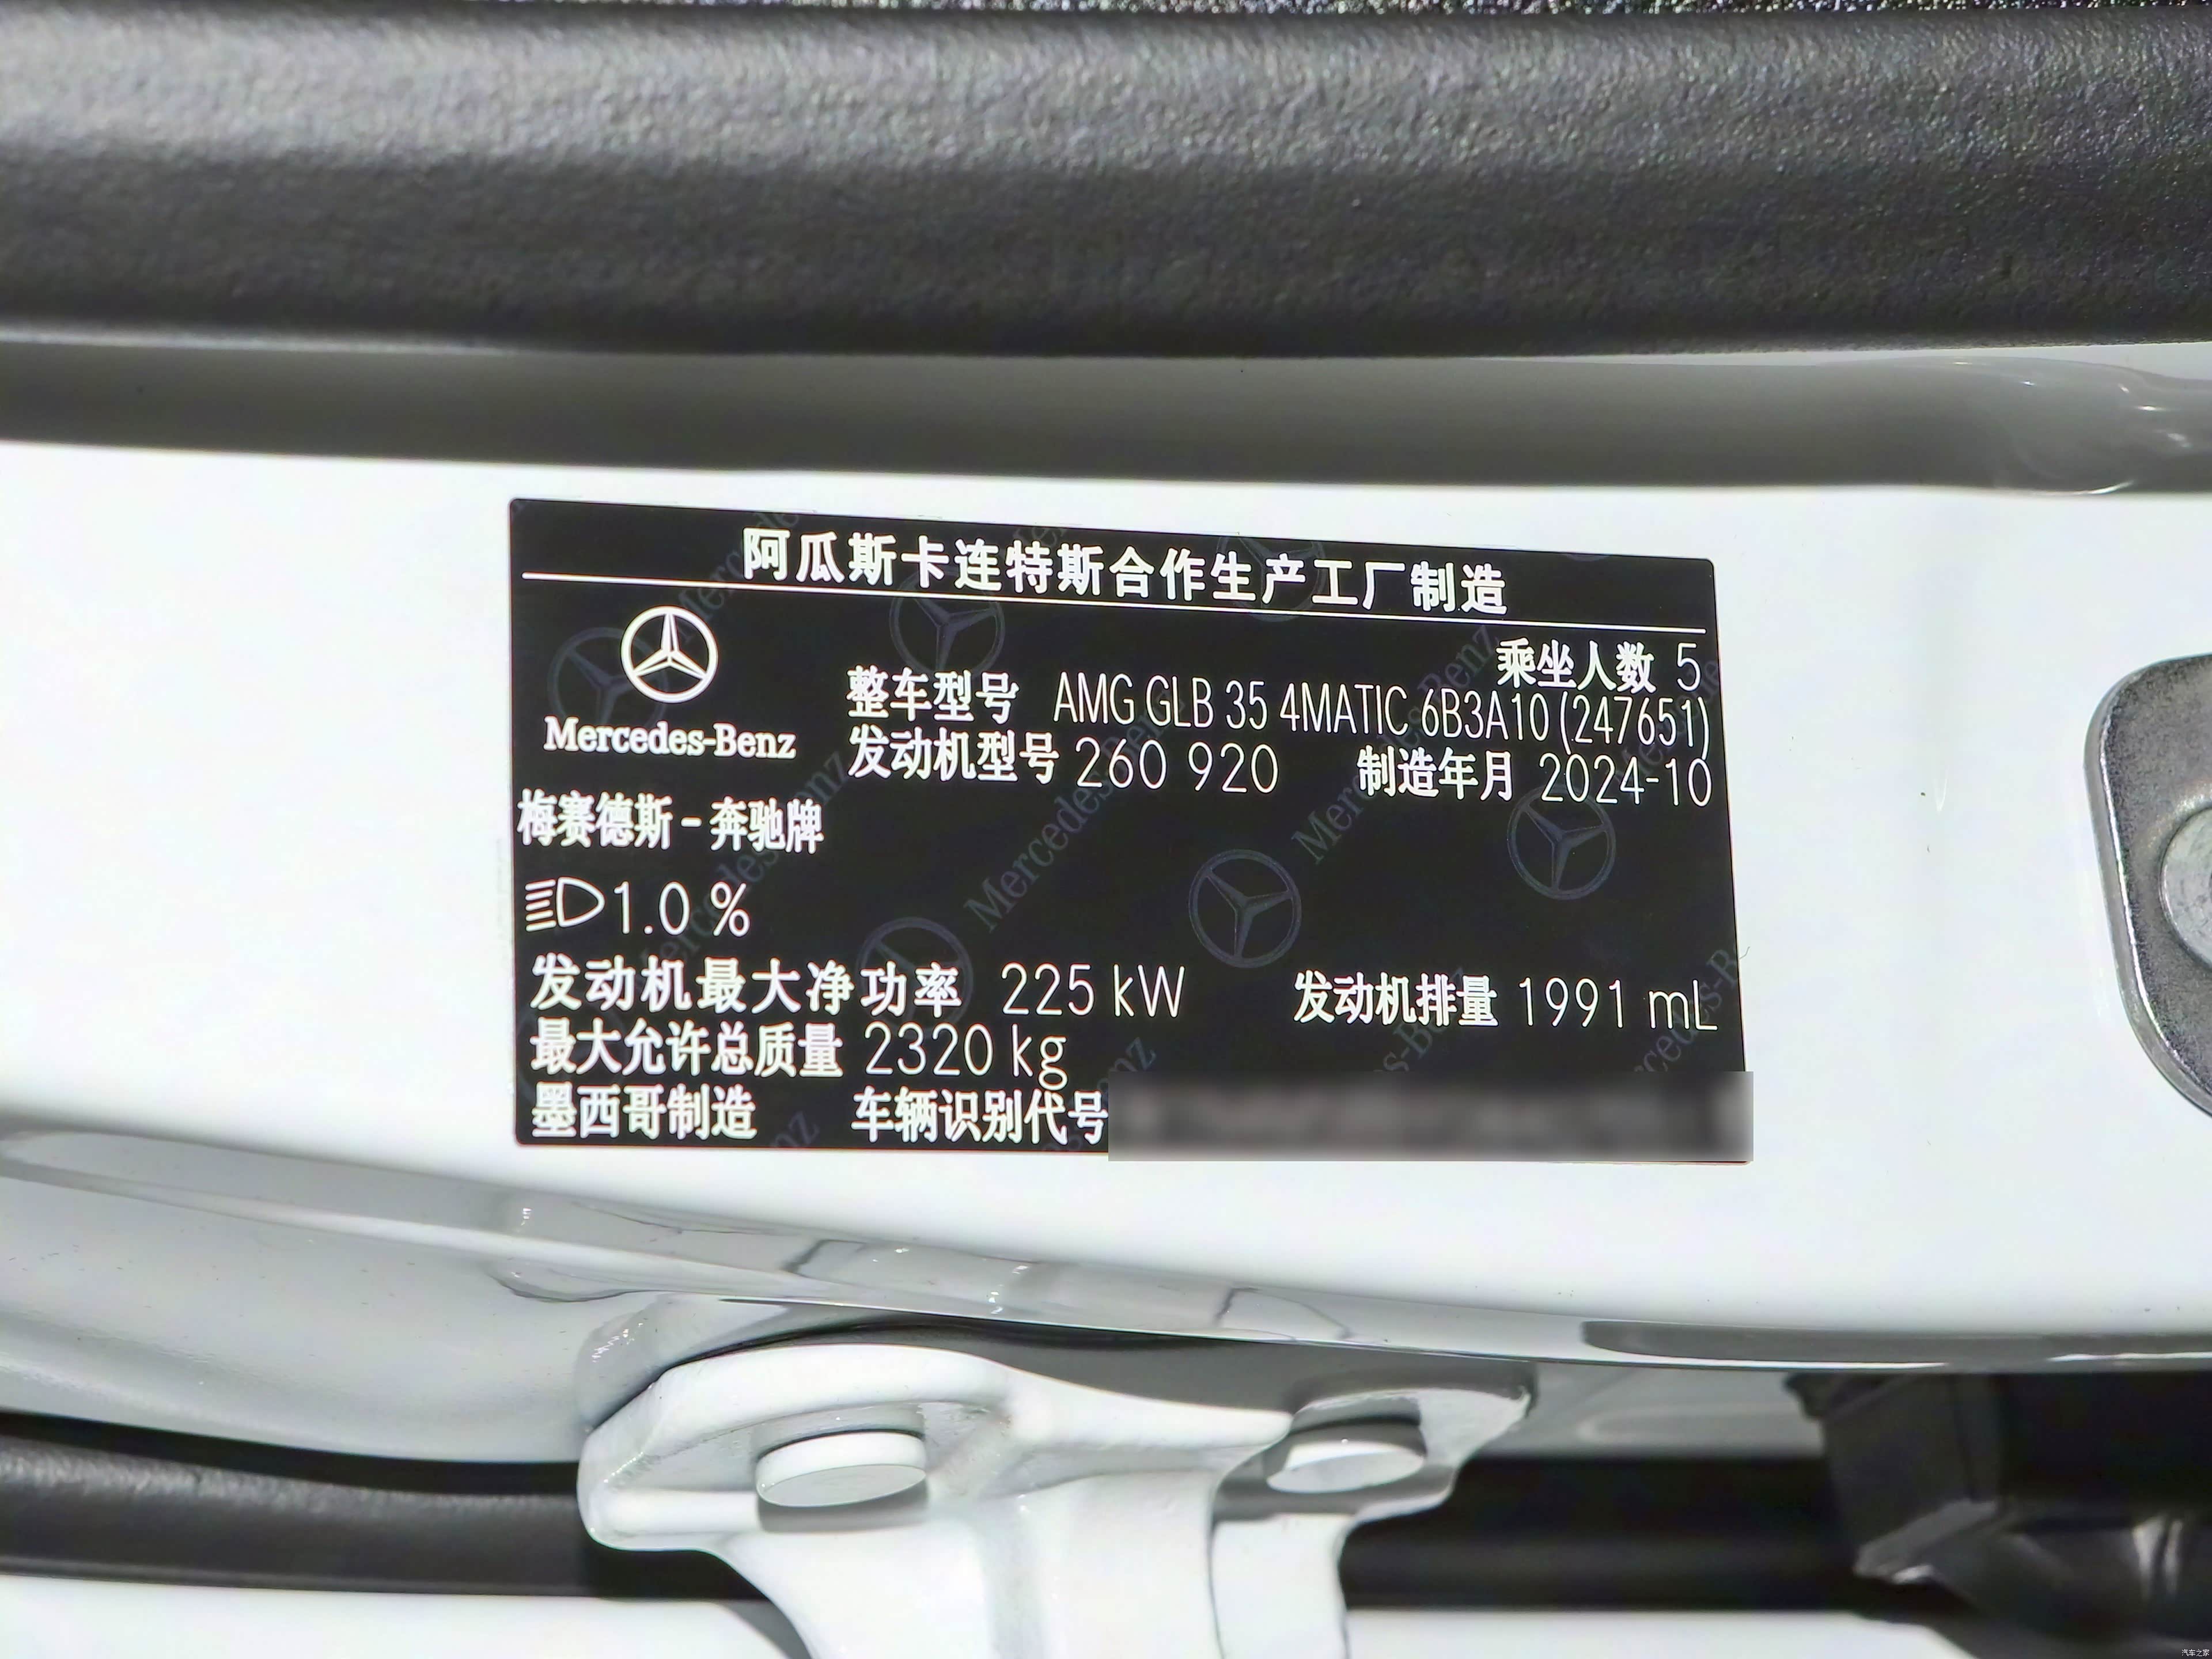 阿瓜斯卡连特斯合作生产工厂制造
乘坐人数 5
整车型号 AMG GLB 35 4MATIC 6B3A10 (247651)
Mercedes-Benz
发动机型号 260 920 制造年月 2024-10
梅赛德斯-奔驰牌
1.0 %
发动机最大净功率 225 kW 发动机排量 1991 mL
最大允许总质量 2320 kg
墨西哥制造 车辆识别代号
汽车之家